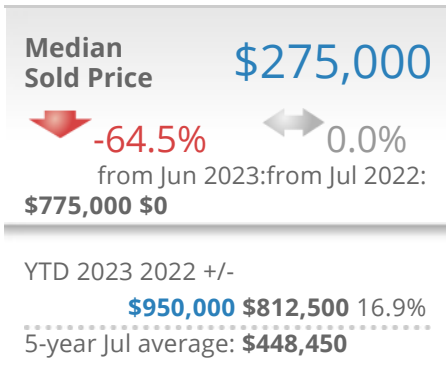 Median
Sold Price $275,000
-64.5% 0.0%
from Jun 2023:from Jul 2022:
$775,000 $0
YTD 2023 2022 +/-
$950,000 $812,500 16.9%
5-year Jul average: $448,450